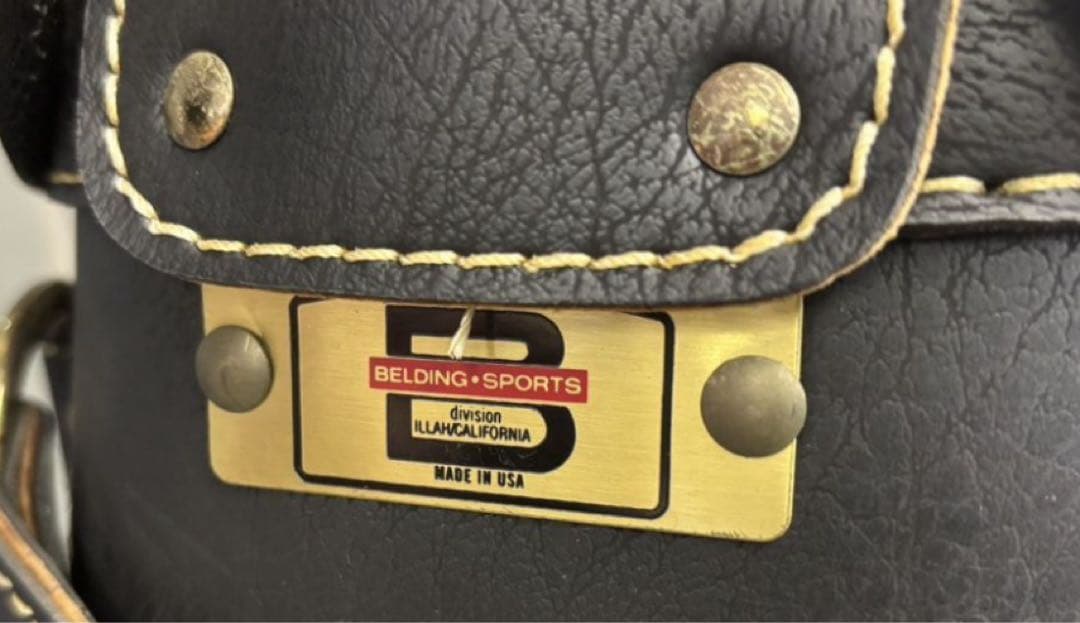 B
BELDING•SPORTS
division
ILLAH/CALIFORNIA
MADE IN USA